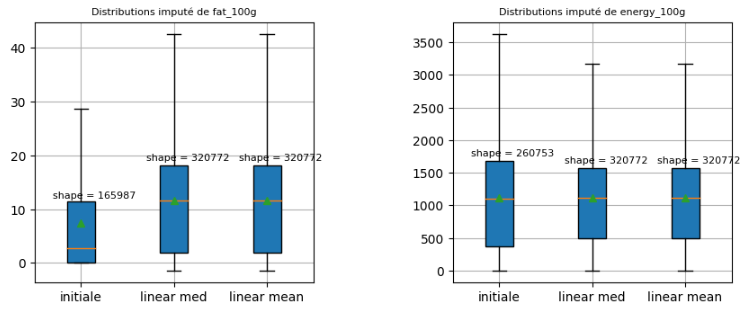 Distributions imputé de fat_100g
40
30
20
10
0
shape = 165987
shape = 320772
shape = 320772
initiale
linear med
linear mean
Distributions imputé de energy_100g
3500
3000
2500
2000
1500
1000
500
0
shape = 260753
shape = 320772
shape = 320772
initiale
linear med
linear mean